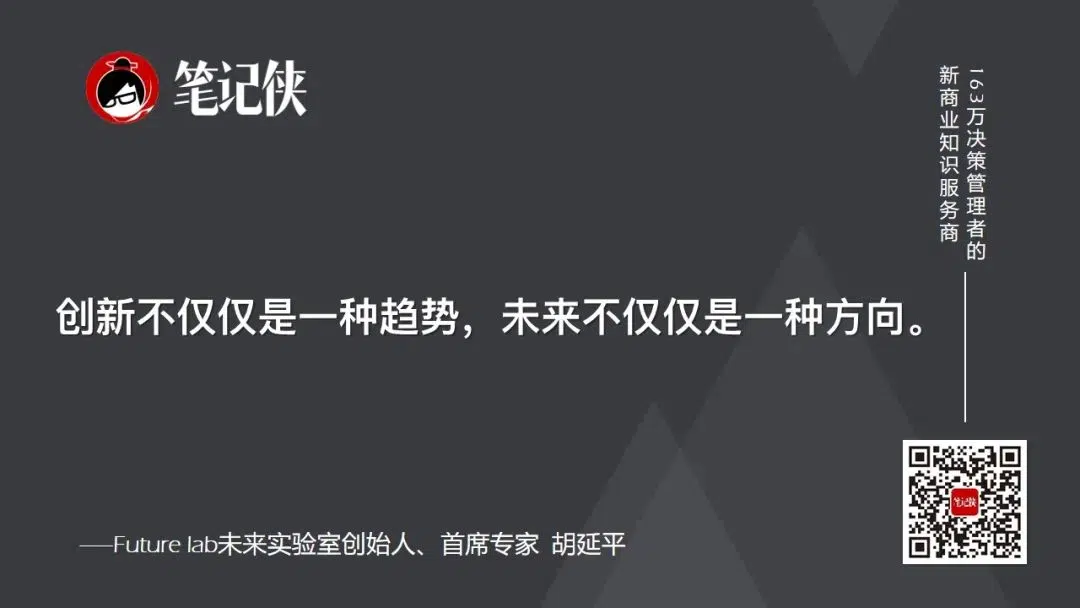 笔记侠
163万决策管理者的
新商业知识服务商
创新不仅仅是一种趋势，未来不仅仅是一种方向。
——Future lab未来实验室创始人、首席专家 胡延平
笔记侠